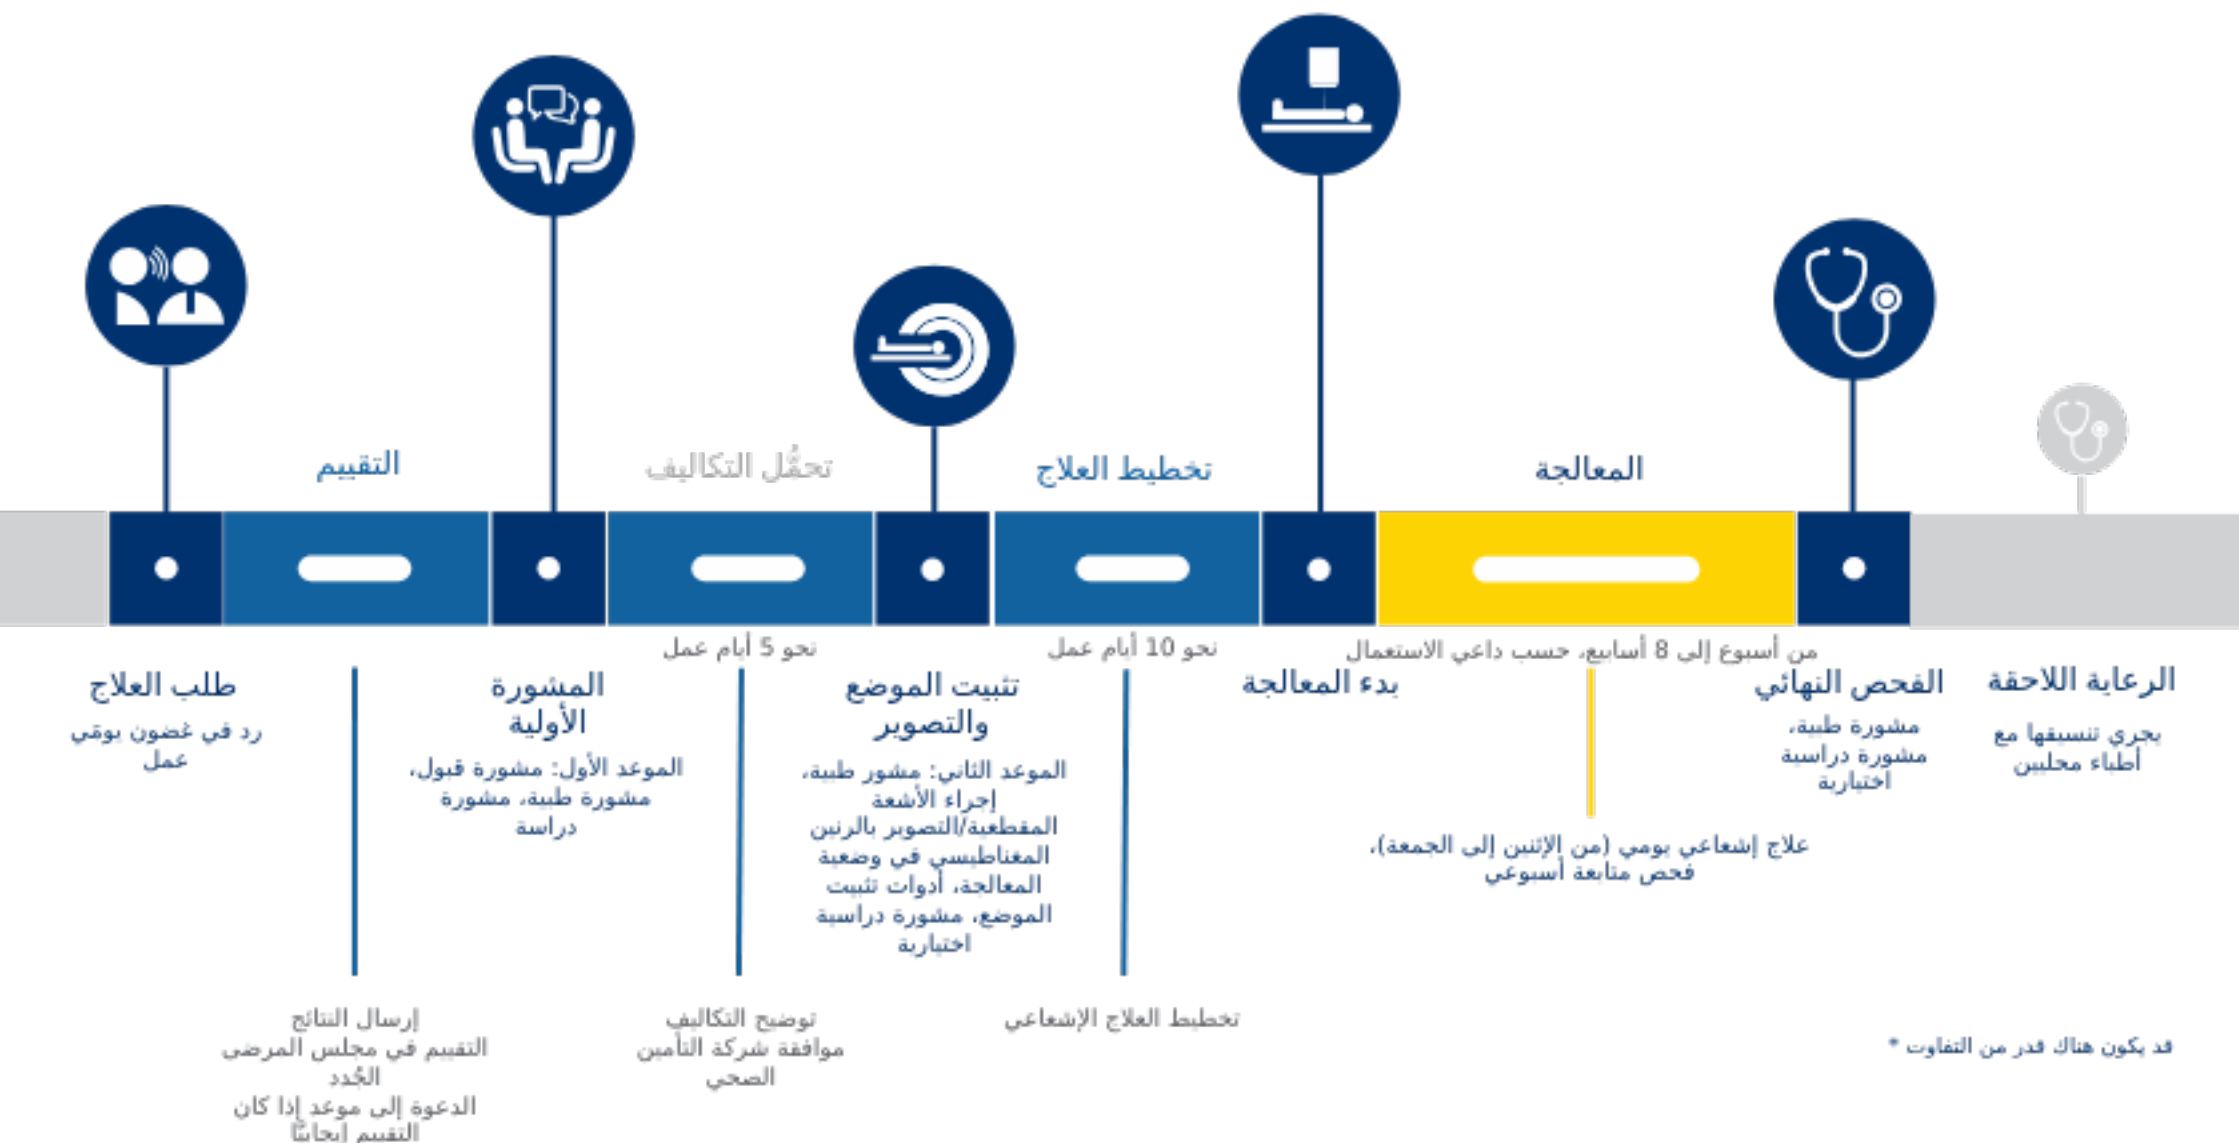 التقييم
تحمُّل التكاليف
تخطيط العلاج
المعالجة
نحو 5 أيام عمل
نحو 10 أيام عمل
من أسبوع إلى 8 أسابيع، حسب داعي الاستعمال
طلب العلاج
رد في غضون يومَي
عمل
إرسال النتائج
التقييم في مجلس المرضى
الجُدد
الدعوة إلى موعد إذا كان
التقييم إيجابيًّا
المشورة
الأولية
الموعد الأول: مشورة قبول،
مشورة طبية، مشورة
دراسة
توضيح التكاليف
موافقة شركة التأمين
الصحي
تثبيت الموضع
والتصوير
الموعد الثاني: مشور طبية،
إجراء الأشعة
المقطعية/التصوير بالرنين
المغناطيسي في وضعية
المعالجة، أدوات تثبيت
الموضع، مشورة دراسية
اختيارية
تخطيط العلاج الإشعاعي
بدء المعالجة
علاج إشعاعي يومي (من الإثنين إلى الجمعة)،
فحص متابعة أسبوعي
الفحص النهائي
مشورة طبية،
مشورة دراسية
اختيارية
الرعاية اللاحقة
يجري تنسيقها مع
أطباء محليين
قد يكون هناك قدر من التفاوت *